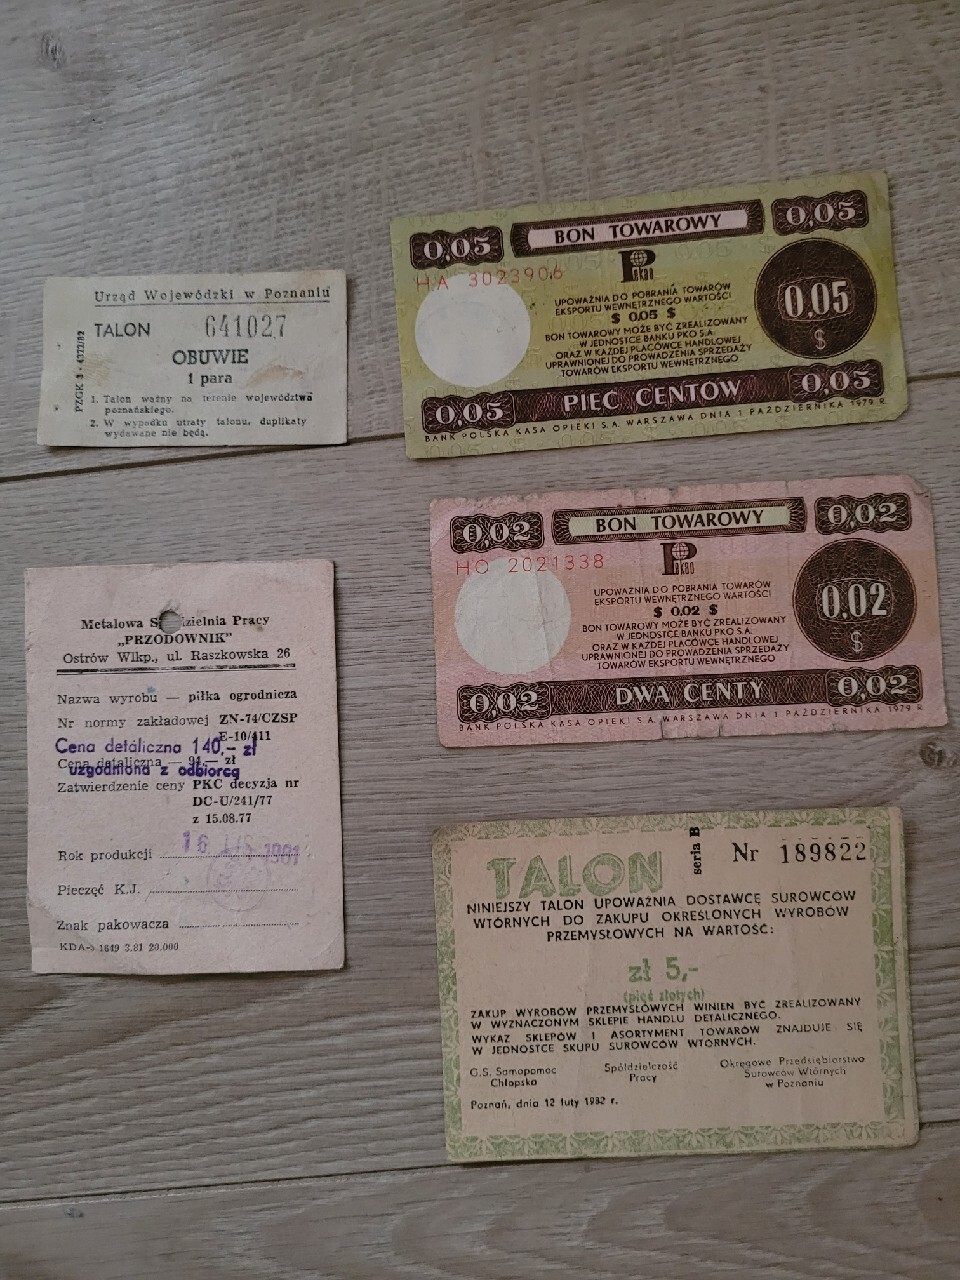 Urząd Wojewódzki w Poznaniu
TALON 641027
OBUWIE
1 para
1. Talon ważny na terenie województwa
poznańskiego.
2. W wypadku utraty talonu, duplikaty
wydawane nie będą.
0,05 BON TOWAROWY 0,05
Pekao
HA 3023906
UPOWAŻNIA DO POBRANIA TOWARÓW
EKSPORTU WEWNĘTRZNEGO WARTOŚCI
$ 0.05 $
BON TOWAROWY MOŻE BYĆ ZREALIZOWANY
W JEDNOSTCE BANKU PKO S.A.
ORAZ W KAŻDEJ PLACÓWCE HANDLOWEJ
UPRAWNIONEJ DO PROWADZENIA SPRZEDAŻY
TOWARÓW EKSPORTU WEWNĘTRZNEGO
0.05
$
0,05 PIĘĆ CENTÓW 0,05
BANK POLSKA KASA OPIEKI S.A. WARSZAWA DNIA 1 PAŹDZIERNIKA 1979 R.
0,02 BON TOWAROWY 0,02
Pekao
HO 2021338
UPOWAŻNIA DO POBRANIA TOWARÓW
EKSPORTU WEWNĘTRZNEGO WARTOŚCI
$ 0.02 $
BON TOWAROWY MOŻE BYĆ ZREALIZOWANY
W JEDNOSTCE BANKU PKO S.A.
ORAZ W KAŻDEJ PLACÓWCE HANDLOWEJ
UPRAWNIONEJ DO PROWADZENIA SPRZEDAŻY
TOWARÓW EKSPORTU WEWNĘTRZNEGO
0.02
$
0,02 DWA CENTY 0,02
BANK POLSKA KASA OPIEKI S.A. WARSZAWA DNIA 1 PAŹDZIERNIKA 1979 R.
Metalowa S dzielnia Pracy
„PRZODOWNIK”
Ostrów Wlkp., ul. Raszkowska 26
Nazwa wyrobu — piłka ogrodnicza
Nr normy zakładowej ZN-74/CZSP
E-10/411
Cena detaliczna 140,- zł
Cena detaliczna — 91,— zł
uzgodniona z odbiorcą
Zatwierdzenie ceny PKC decyzja nr
DC-U/241/77
z 15.08.77
Rok produkcji
16 LIS 1981
Pieczęć K.J.
Znak pakowacza
1649 3.81 20.000
TALON seria B Nr 189822
NINIEJSZY TALON UPOWAŻNIA DOSTAWCĘ SUROWCÓW
WTÓRNYCH DO ZAKUPU OKREŚLONYCH WYROBÓW
PRZEMYSŁOWYCH NA WARTOŚĆ:
zł 5,-
(pięć złotych)
ZAKUP WYROBÓW PRZEMYSŁOWYCH WINIEN BYĆ ZREALIZOWANY
W WYZNACZONYM SKLEPIE HANDLU DETALICZNEGO.
WYKAZ SKLEPÓW I ASORTYMENT TOWARÓW ZNAJDUJE SIĘ
W JEDNOSTCE SKUPU SUROWCÓW WTÓRNYCH.
G.S. Samopomoc
Chłopska
Spółdzielczość
Pracy
Okręgowe Przedsiębiorstwo
Surowców Wtórnych
w Poznaniu
Poznań, dnia 12 luty 1982 r.